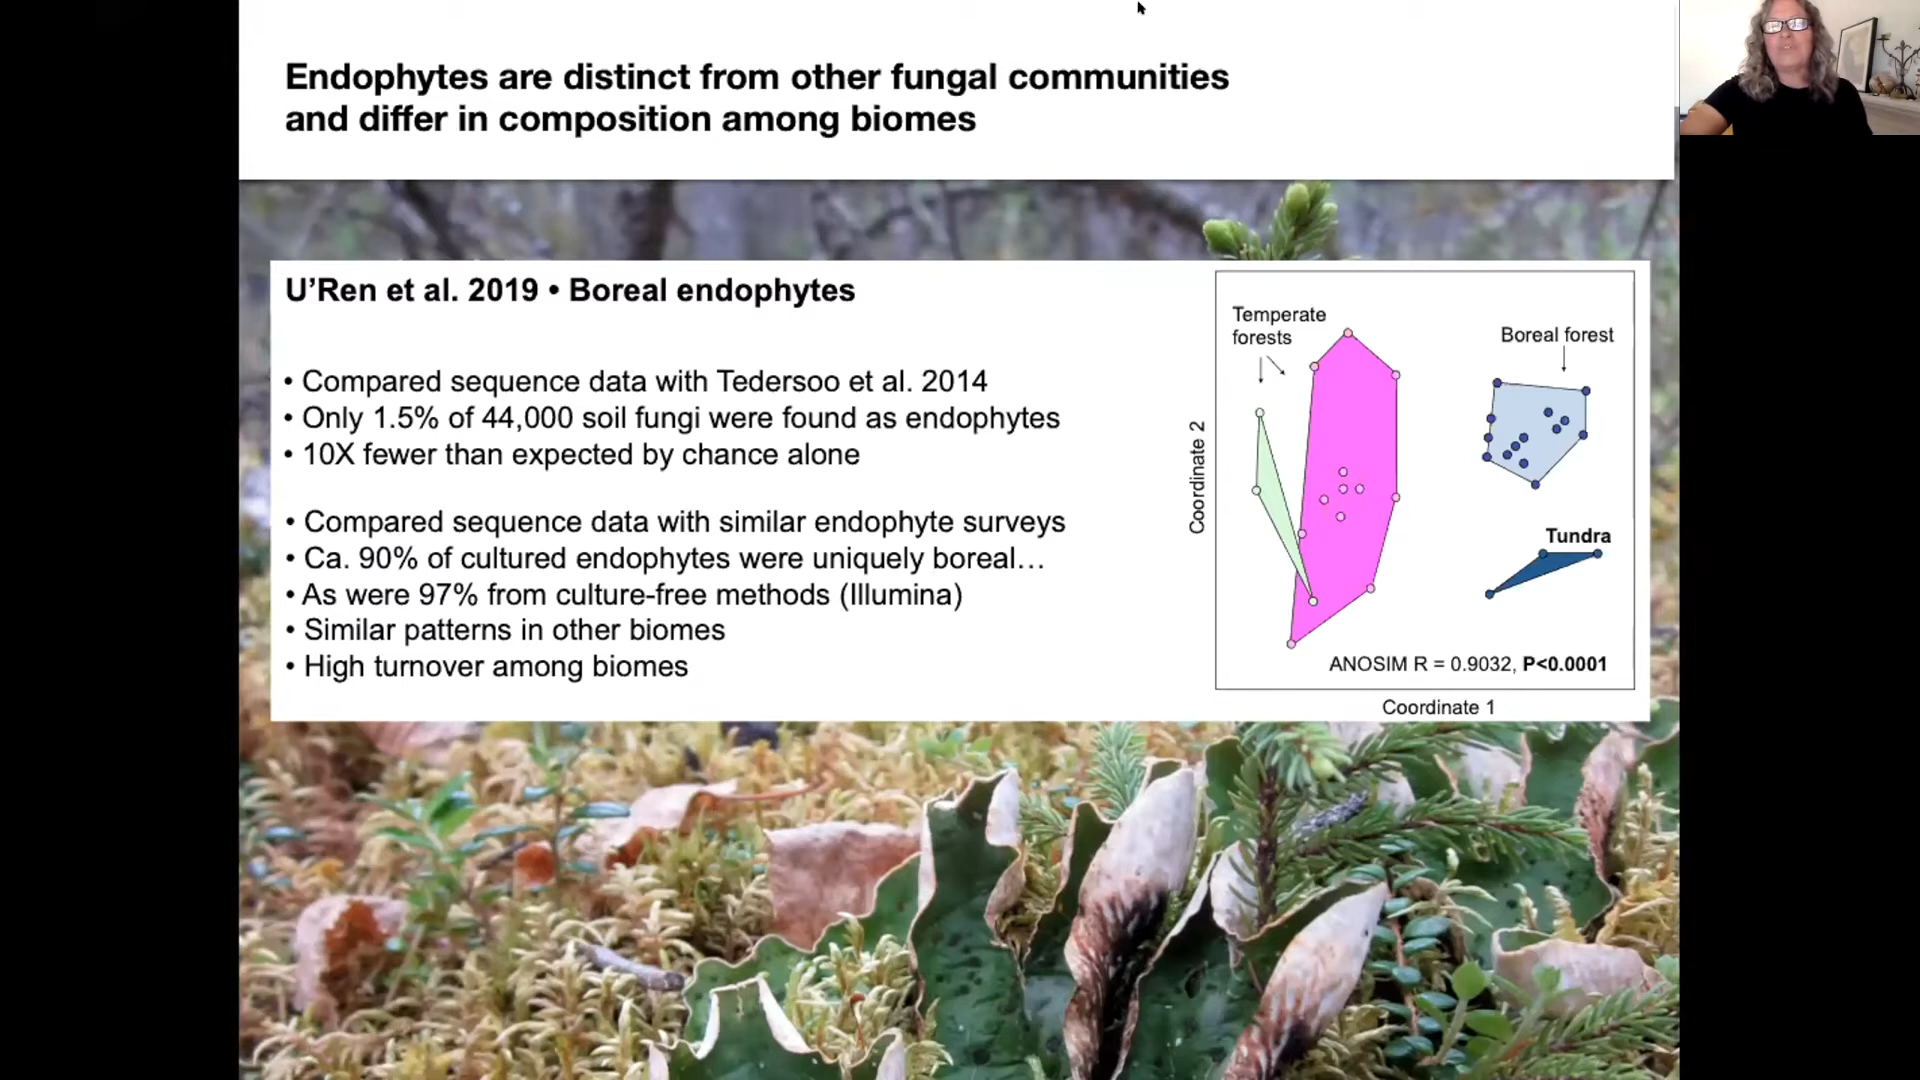 Endophytes are distinct from other fungal communities
and differ in composition among biomes
U’Ren et al. 2019 • Boreal endophytes
• Compared sequence data with Tedersoo et al. 2014
• Only 1.5% of 44,000 soil fungi were found as endophytes
• 10X fewer than expected by chance alone
• Compared sequence data with similar endophyte surveys
• Ca. 90% of cultured endophytes were uniquely boreal…
• As were 97% from culture-free methods (Illumina)
• Similar patterns in other biomes
• High turnover among biomes
Temperate
forests
Boreal forest
Coordinate 2
Tundra
ANOSIM R = 0.9032, P<0.0001
Coordinate 1